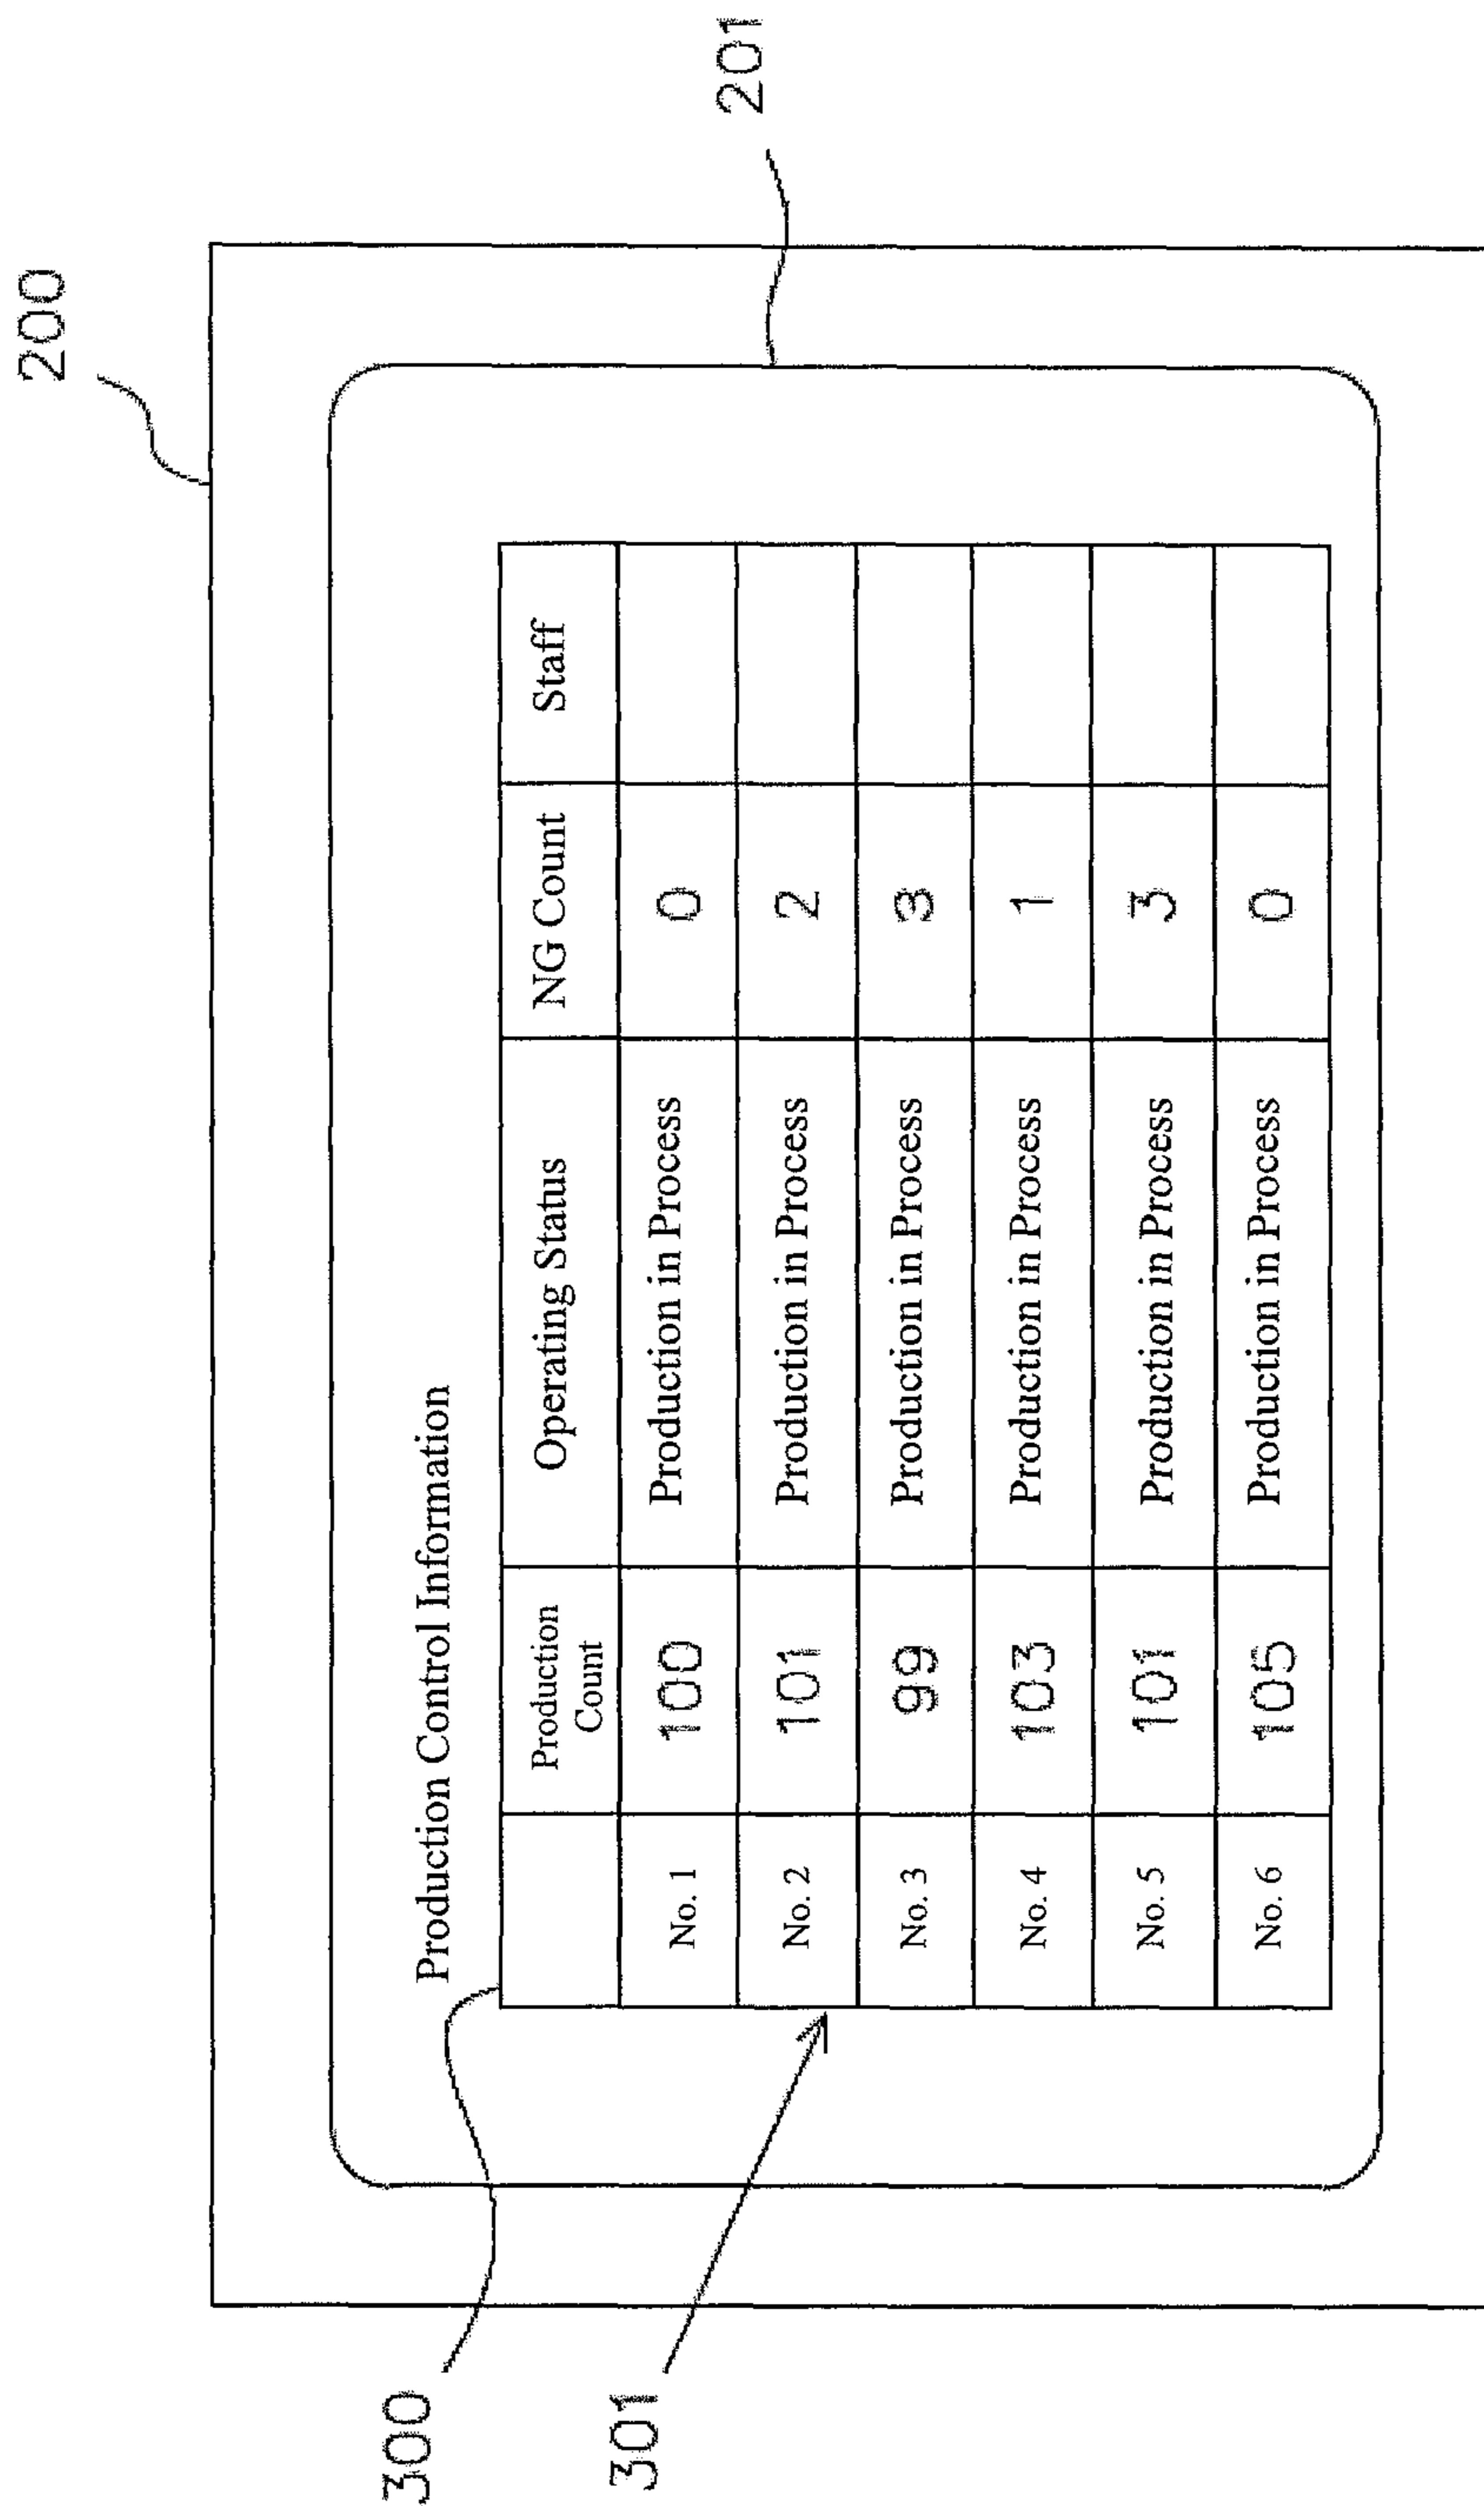 200
201
300
301
Production Control Information
Production Count Operating Status NG Count Staff
No. 1 100 Production in Process 0
No. 2 101 Production in Process 2
No. 3 99 Production in Process 3
No. 4 103 Production in Process 1
No. 5 101 Production in Process 3
No. 6 105 Production in Process 0